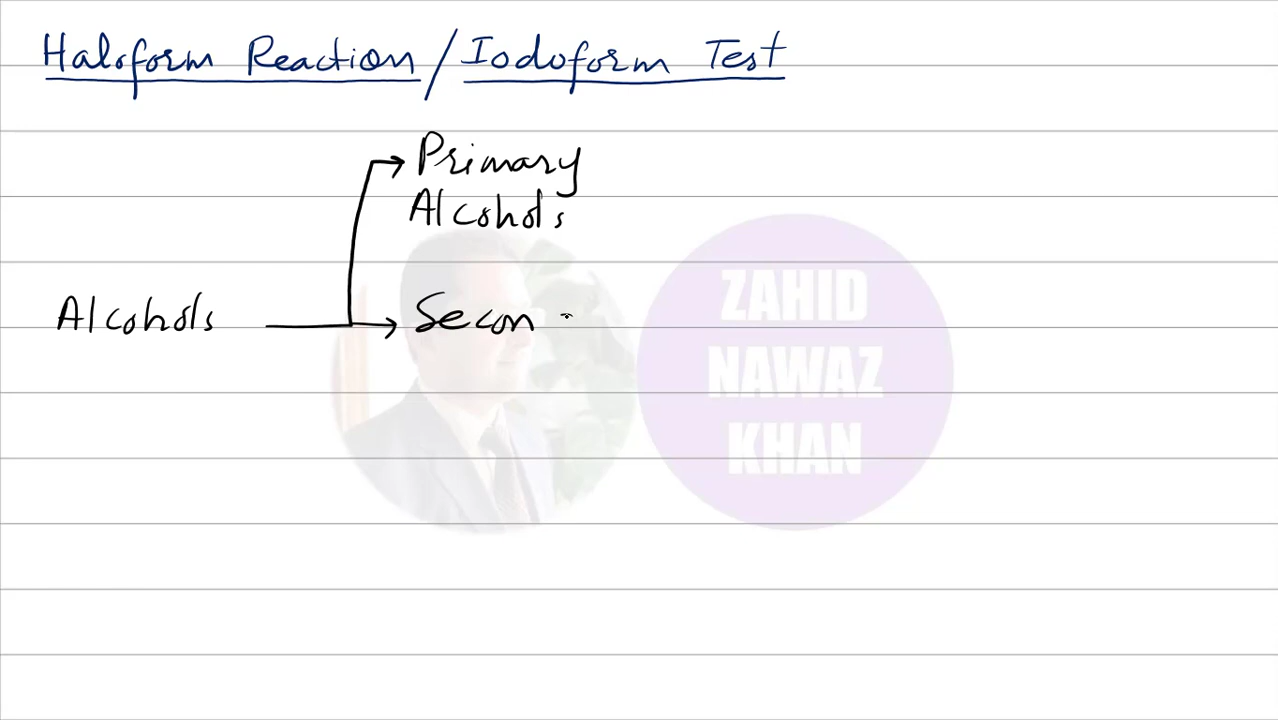 Haloform Reaction / Iodoform Test
Primary
Alcohols
Alcohols
Secon
ZAHID
NAWAZ
KHAN